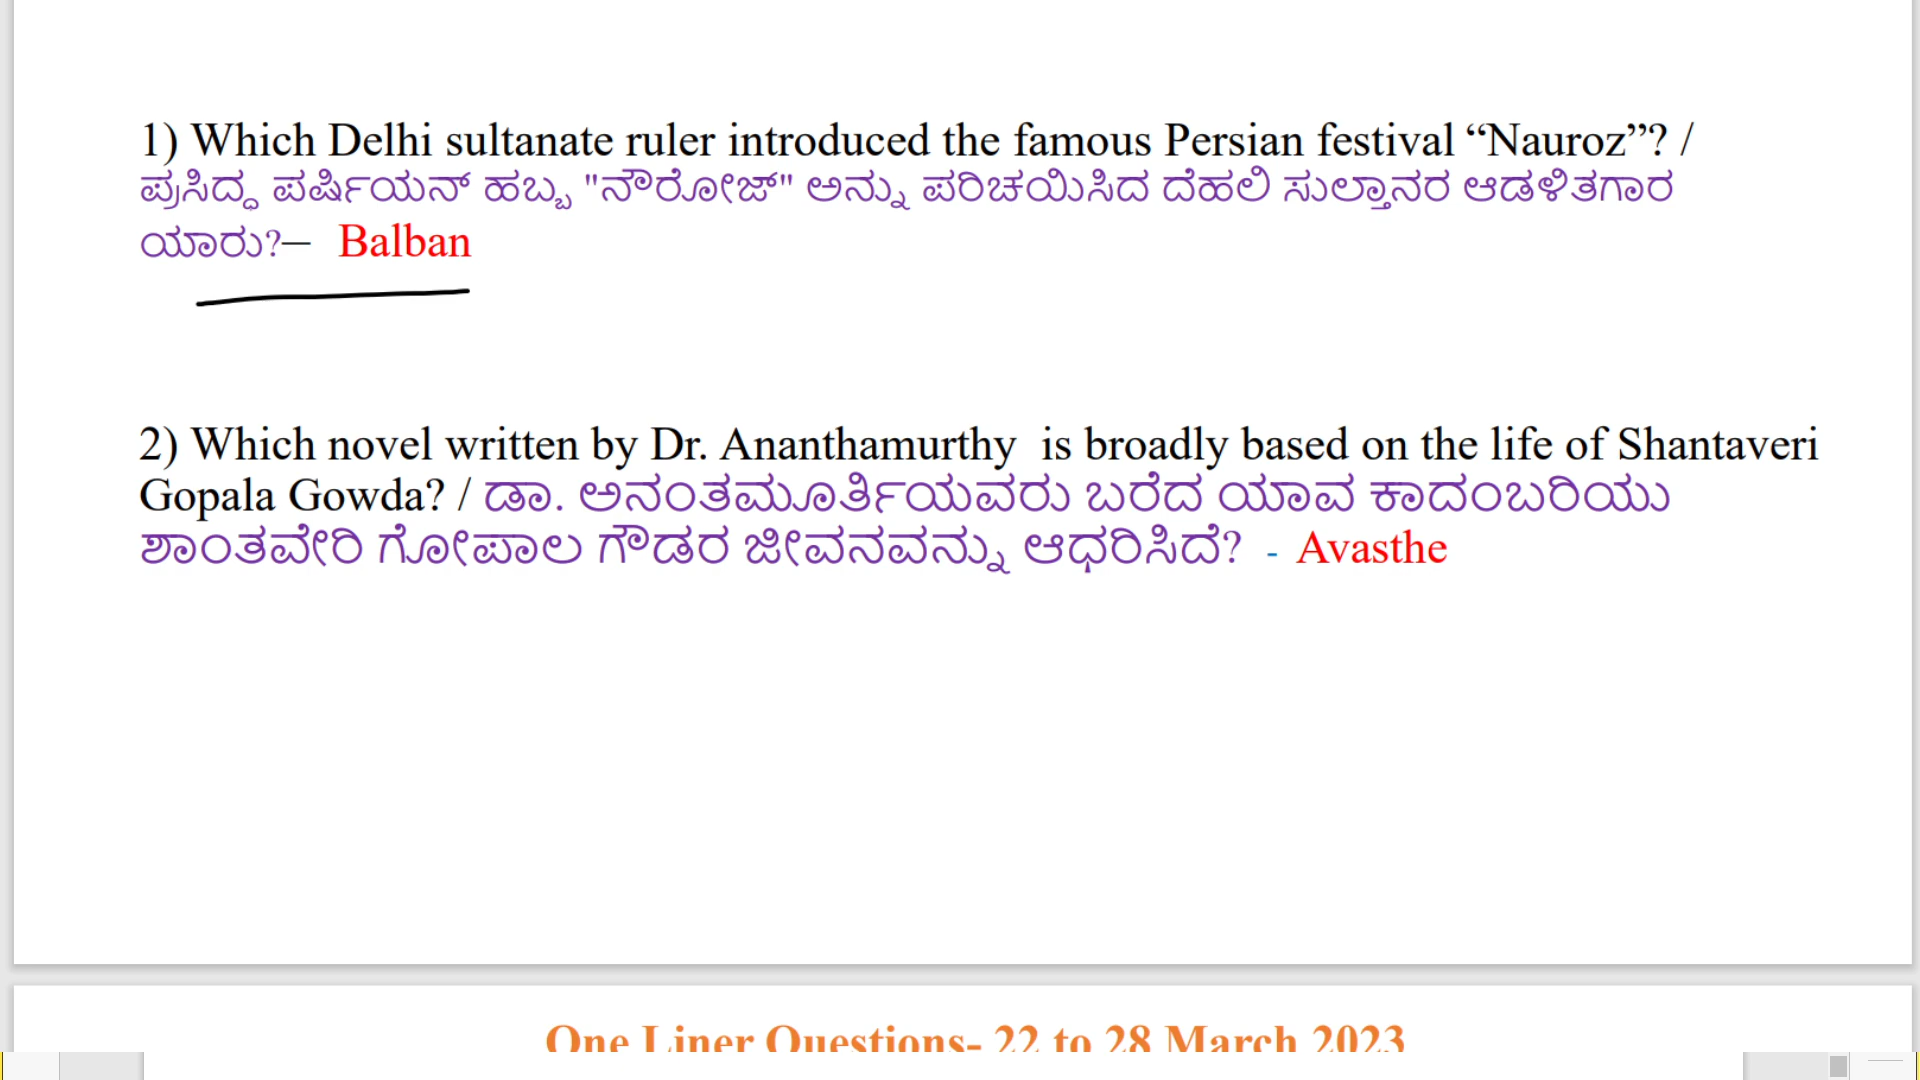 1) Which Delhi sultanate ruler introduced the famous Persian festival “Nauroz”? /
ಪ್ರಸಿದ್ಧ ಪರ್ಷಿಯನ್ ಹಬ್ಬ "ನೌರೋಜ್" ಅನ್ನು ಪರಿಚಯಿಸಿದ ದೆಹಲಿ ಸುಲ್ತಾನರ ಆಡಳಿತಗಾರ
ಯಾರು?– Balban
2) Which novel written by Dr. Ananthamurthy is broadly based on the life of Shantaveri
Gopala Gowda? / ಡಾ. ಅನಂತಮೂರ್ತಿಯವರು ಬರೆದ ಯಾವ ಕಾದಂಬರಿಯು
ಶಾಂತವೇರಿ ಗೋಪಾಲ ಗೌಡರ ಜೀವನವನ್ನು ಆಧರಿಸಿದೆ? - Avasthe
One Liner Questions- 22 to 28 March 2023